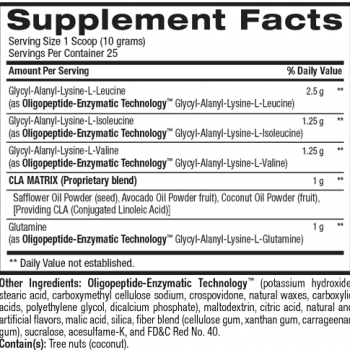 Supplement Facts
Serving Size 1 Scoop (10 grams)
Servings Per Container 25
Amount Per Serving % Daily Value
Glycyl-Alanyl-Lysine-L-Leucine 2.5 g **
(as Oligopeptide-Enzymatic Technology™ Glycyl-Alanyl-Lysine-L-Leucine)
Glycyl-Alanyl-Lysine-L-Isoleucine 1.25 g **
(as Oligopeptide-Enzymatic Technology™ Glycyl-Alanyl-Lysine-L-Isoleucine)
Glycyl-Alanyl-Lysine-L-Valine 1.25 g **
(as Oligopeptide-Enzymatic Technology™ Glycyl-Alanyl-Lysine-L-Valine)
CLA MATRIX (Proprietary blend) 1 g **
Safflower Oil Powder (seed), Avocado Oil Powder fruit), Coconut Oil Powder (fruit),
[Providing CLA (Conjugated Linoleic Acid)]
Glutamine 1 g **
(as Oligopeptide-Enzymatic Technology™ Glycyl-Alanyl-Lysine-L-Glutamine)
** Daily Value not established.
Other Ingredients: Oligopeptide-Enzymatic Technology™ (potassium hydroxide
stearic acid, carboxymethyl cellulose sodium, crospovidone, natural waxes, carboxylic
acids, polyethylene glycol, dicalcium phosphate), maltodextrin, citric acid, natural and
artificial flavors, malic acid, silica, fiber blend (cellulose gum, xanthan gum, carrageenan
gum), sucralose, acesulfame-K, and FD&C Red No. 40.
Contain(s): Tree nuts (coconut).